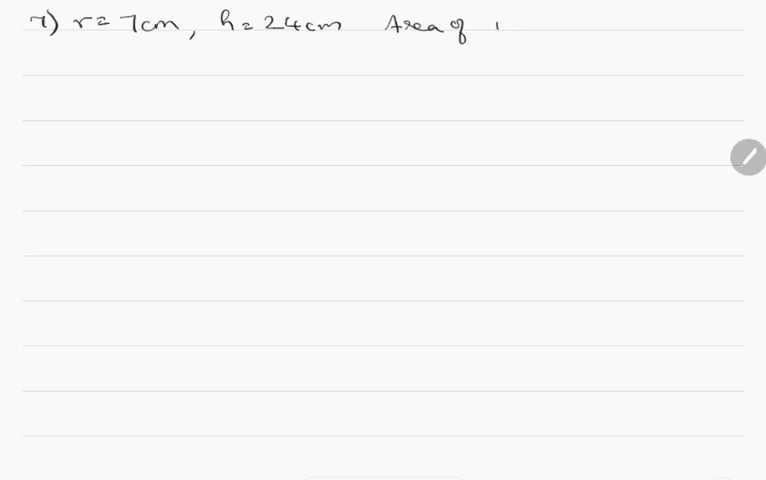 7) r = 7cm, h = 24cm Area of